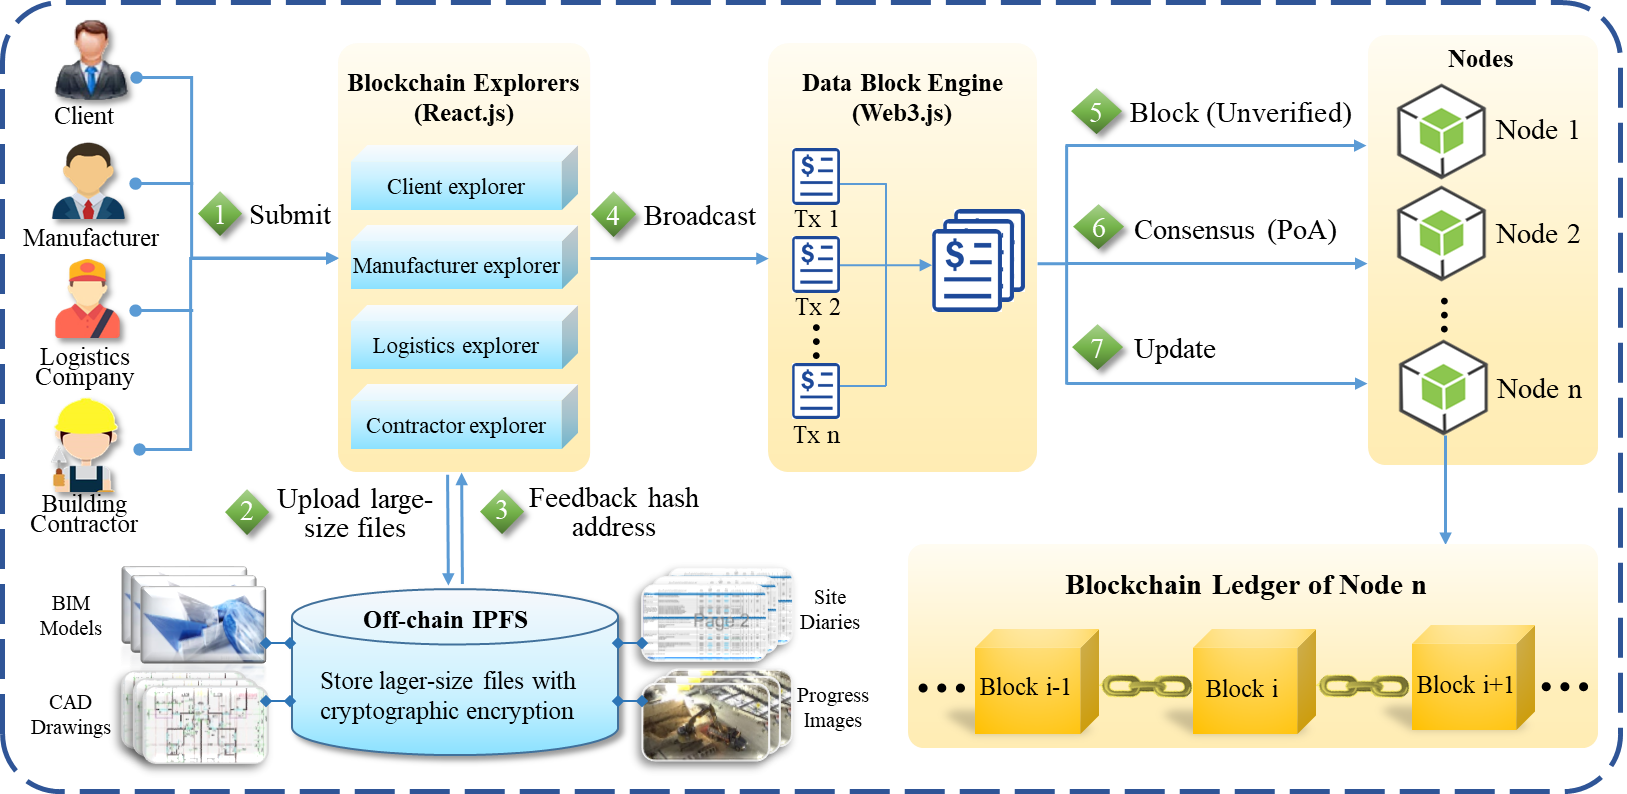 Client
Manufacturer
Logistics
Company
Building
Contractor
1 Submit
Blockchain Explorers
(React.js)
Client explorer
Manufacturer explorer
Logistics explorer
Contractor explorer
2 Upload large-
size files
3 Feedback hash
address
4 Broadcast
Data Block Engine
(Web3.js)
$
Tx 1
$
Tx 2
$
Tx n
$
5 Block (Unverified)
6 Consensus (PoA)
7 Update
Nodes
Node 1
Node 2
Node n
BIM
Models
CAD
Drawings
Off-chain IPFS
Store lager-size files with
cryptographic encryption
Page 2
Site
Diaries
Progress
Images
Blockchain Ledger of Node n
Block i-1
Block i
Block i+1